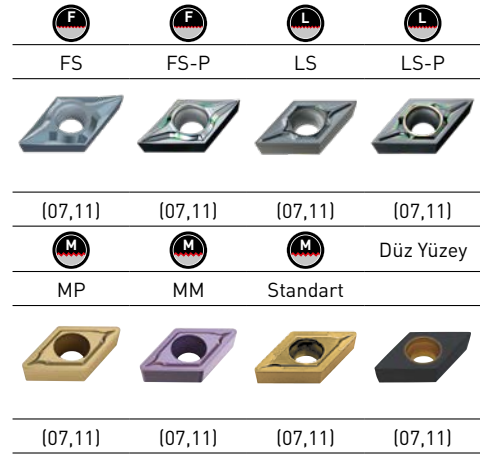 F F L L
FS FS-P LS LS-P
(07,11) (07,11) (07,11) (07,11)
M M M Düz Yüzey
MP MM Standart
(07,11) (07,11) (07,11) (07,11)